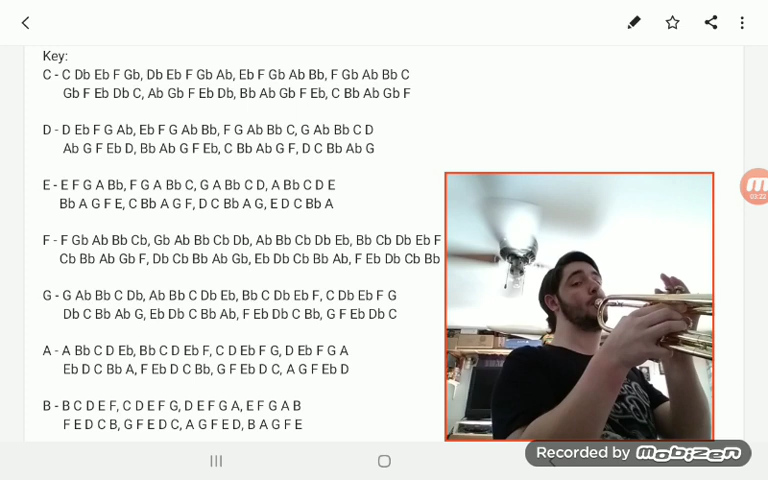 Key:
C - C Db Eb F Gb, Db Eb F Gb Ab, Eb F Gb Ab Bb, F Gb Ab Bb C
Gb F Eb Db C, Ab Gb F Eb Db, Bb Ab Gb F Eb, C Bb Ab Gb F
D - D Eb F G Ab, Eb F G Ab Bb, F G Ab Bb C, G Ab Bb C D
Ab G F Eb D, Bb Ab G F Eb, C Bb Ab G F, D C Bb Ab G
E - E F G A Bb, F G A Bb C, G A Bb C D, A Bb C D E
Bb A G F E, C Bb A G F, D C Bb A G, E D C Bb A
F - F Gb Ab Bb Cb, Gb Ab Bb Cb Db, Ab Bb Cb Db Eb, Bb Cb Db Eb F
Cb Bb Ab Gb F, Db Cb Bb Ab Gb, Eb Db Cb Bb Ab, F Eb Db Cb Bb
G - G Ab Bb C Db, Ab Bb C Db Eb, Bb C Db Eb F, C Db Eb F G
Db C Bb Ab G, Eb Db C Bb Ab, F Eb Db C Bb, G F Eb Db C
A - A Bb C D Eb, Bb C D Eb F, C D Eb F G, D Eb F G A
Eb D C Bb A, F Eb D C Bb, G F Eb D C, A G F Eb D
B - B C D E F, C D E F G, D E F G A, E F G A B
F E D C B, G F E D C, A G F E D, B A G F E
03:22
Recorded by mobizen